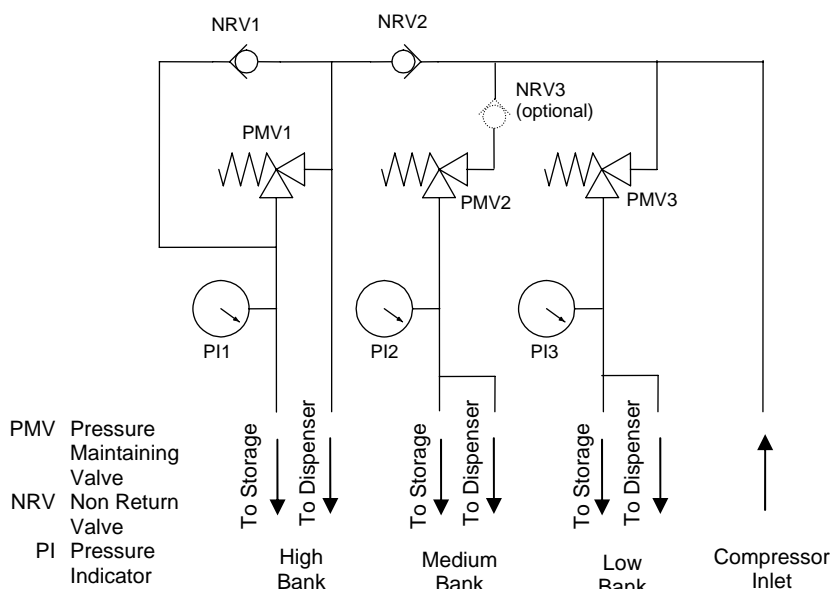 NRV1
NRV2
NRV3
(optional)
PMV1
PMV2
PMV3
PI1
PI2
PI3
To Storage
To Dispenser
To Storage
To Dispenser
To Storage
To Dispenser
PMV Pressure
Maintaining
Valve
NRV Non Return
Valve
PI Pressure
Indicator
High
Bank
Medium
Bank
Low
Bank
Compressor
Inlet